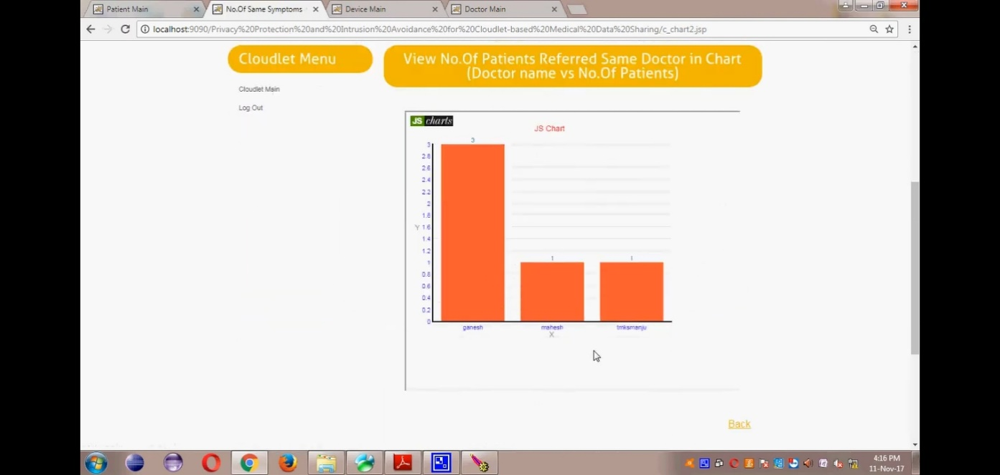 Patient Main
No.Of Same Symptoms
Device Main
Doctor Main
localhost:9090/Privacy%20Protection%20and%20Intrusion%20Avoidance%20for%20Cloudlet-based%20Medical%20Data%20Sharing/c_chart2.jsp
Cloudlet Menu
Cloudlet Main
Log Out
View No.Of Patients Referred Same Doctor in Chart
(Doctor name vs No.Of Patients)
JS charts
JS Chart
3
3
2.8
2.6
2.4
2.2
2
1.8
Y 1.6
1.4
1.2
1
1
1
0.8
0.6
0.4
0.2
0
ganesh mahesh tmksmanju
X
Back
4:16 PM
11-Nov-17